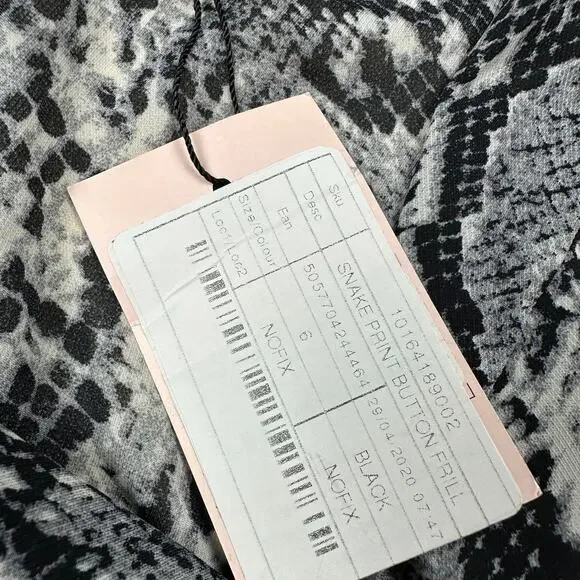 Sku 10164189002
Desc SNAKE PRINT BUTTON FRILL
Ean 5057704244464 29/04/2020 07:47
Size/Colour 6 BLACK
Loc1/Loc2 NOFIX NOFIX